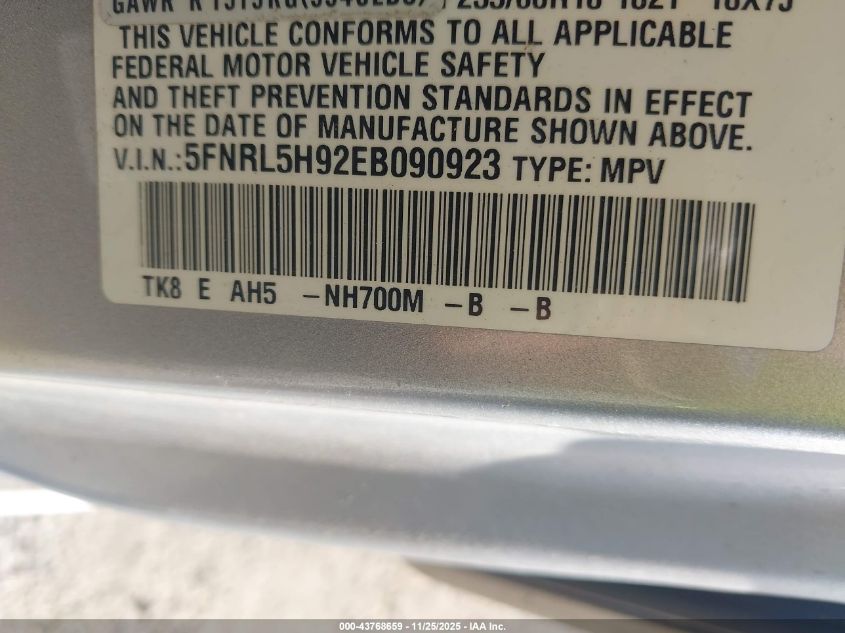 THIS VEHICLE CONFORMS TO ALL APPLICABLE
FEDERAL MOTOR VEHICLE SAFETY
AND THEFT PREVENTION STANDARDS IN EFFECT
ON THE DATE OF MANUFACTURE SHOWN ABOVE.
V.I.N.:5FNRL5H92EB090923 TYPE: MPV
TK8 E AH5 -NH700M -B -B
000-43768659 - 11/25/2025 - IAA Inc.